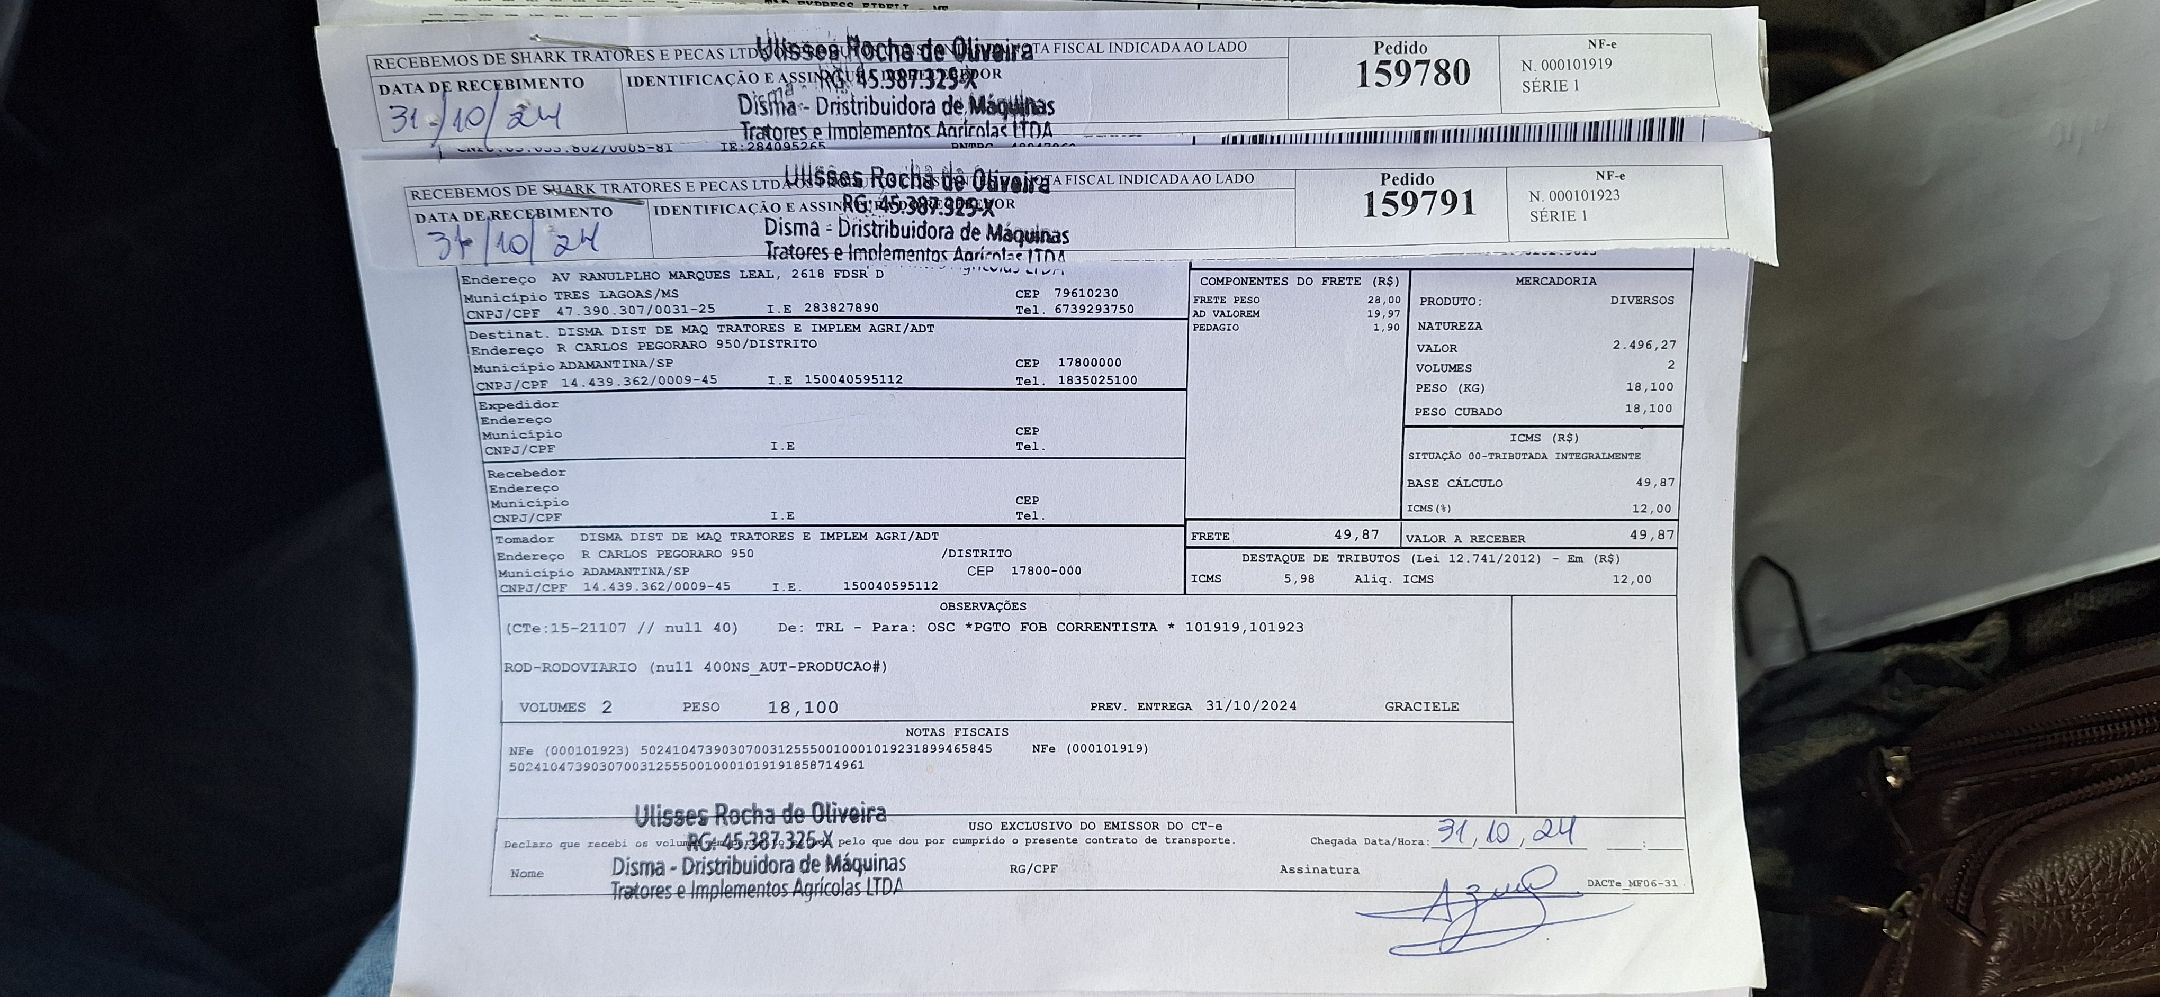 RECEBEMOS DE SHARK TRATORES E PECAS LTDA NOTA FISCAL INDICADA AO LADO
Ulisses Rocha de Oliveira
RG: 45.387.325-X
Disma - Dristribuidora de Máquinas
Tratores e Implementos Agrícolas LTDA
DATA DE RECEBIMENTO
31/10/24
IDENTIFICAÇÃO E ASSINATURA DO RECEBEDOR
Pedido
159780
NF-e
N. 000101919
SÉRIE 1
IE:284095265
RECEBEMOS DE SHARK TRATORES E PECAS LTDA NOTA FISCAL INDICADA AO LADO
Ulisses Rocha de Oliveira
RG: 45.387.325-X
Disma - Dristribuidora de Máquinas
Tratores e Implementos Agrícolas LTDA
DATA DE RECEBIMENTO
31/10/24
IDENTIFICAÇÃO E ASSINATURA DO RECEBEDOR
Pedido
159791
NF-e
N. 000101923
SÉRIE 1
Endereço AV RANULPLHO MARQUES LEAL, 2618 FDSR D
Município TRES LAGOAS/MS CEP 79610230
CNPJ/CPF 47.390.307/0031-25 I.E 283827890 Tel. 6739293750
Destinat. DISMA DIST DE MAQ TRATORES E IMPLEM AGRI/ADT
Endereço R CARLOS PEGORARO 950/DISTRITO
Município ADAMANTINA/SP CEP 17800000
CNPJ/CPF 14.439.362/0009-45 I.E 150040595112 Tel. 1835025100
Expedidor
Endereço
Município CEP
CNPJ/CPF I.E Tel.
Recebedor
Endereço
Município CEP
CNPJ/CPF I.E Tel.
Tomador DISMA DIST DE MAQ TRATORES E IMPLEM AGRI/ADT
Endereço R CARLOS PEGORARO 950 /DISTRITO
Município ADAMANTINA/SP CEP 17800-000
CNPJ/CPF 14.439.362/0009-45 I.E. 150040595112
COMPONENTES DO FRETE (R$)
FRETE PESO 28,00
AD VALOREM 19,97
PEDAGIO 1,90
MERCADORIA
PRODUTO: DIVERSOS
NATUREZA
VALOR 2.496,27
VOLUMES 2
PESO (KG) 18,100
PESO CUBADO 18,100
ICMS (R$)
SITUAÇÃO 00-TRIBUTADA INTEGRALMENTE
BASE CÁLCULO 49,87
ICMS(%) 12,00
FRETE 49,87 VALOR A RECEBER 49,87
DESTAQUE DE TRIBUTOS (Lei 12.741/2012) - Em (R$)
ICMS 5,98 Aliq. ICMS 12,00
OBSERVAÇÕES
(CTe:15-21107 // null 40) De: TRL - Para: OSC *PGTO FOB CORRENTISTA * 101919,101923
ROD-RODOVIARIO (null 400NS_AUT-PRODUCAO#)
VOLUMES 2 PESO 18,100 PREV. ENTREGA 31/10/2024 GRACIELE
NOTAS FISCAIS
NFe (000101923) 50241047390307003125550010001019231899465845 NFe (000101919)
50241047390307003125550010001019191858714961
Ulisses Rocha de Oliveira
RG: 45.387.325-X
Disma - Dristribuidora de Máquinas
Tratores e Implementos Agrícolas LTDA
USO EXCLUSIVO DO EMISSOR DO CT-e
Declaro que recebi os volumes pelo que dou por cumprido o presente contrato de transporte. Chegada Data/Hora: 31,10,24
Nome RG/CPF Assinatura
DACTe_MF06-31